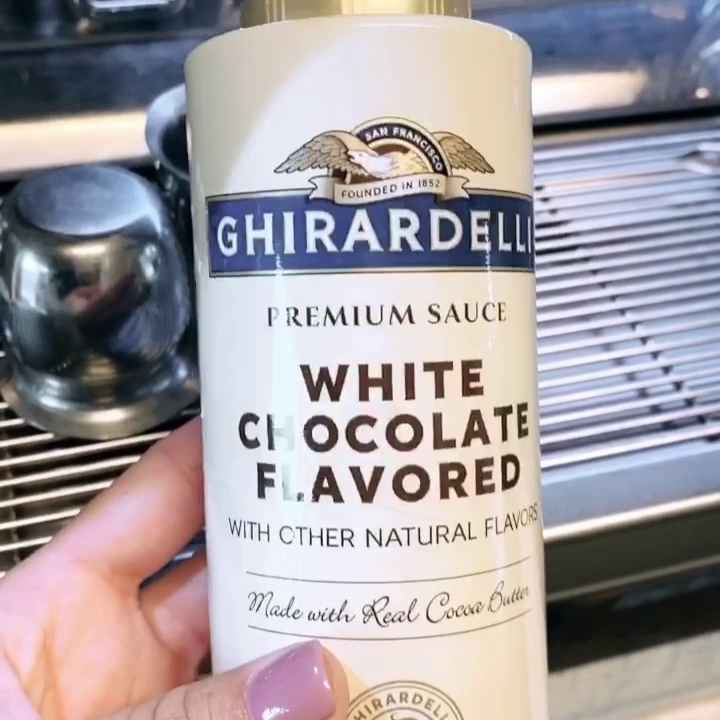 SAN FRANCISCO
FOUNDED IN 1852
GHIRARDELLI
PREMIUM SAUCE
WHITE
CHOCOLATE
FLAVORED
WITH OTHER NATURAL FLAVORS
Made with Real Cocoa Butter
GHIRARDELLI